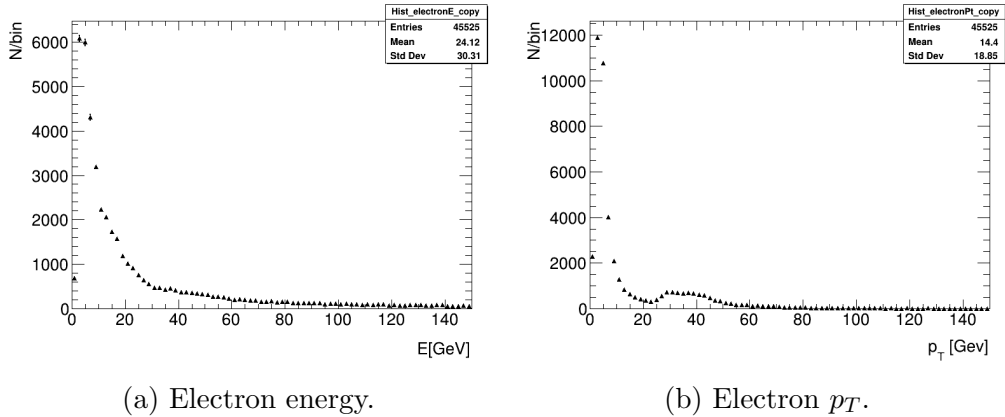 N/bin
Hist_electronE_copy
Entries 45525
Mean 24.12
Std Dev 30.31
6000
5000
4000
3000
2000
1000
0
0 20 40 60 80 100 120 140
E[GeV]
(a) Electron energy.
N/bin
Hist_electronPt_copy
Entries 45525
Mean 14.4
Std Dev 18.85
12000
10000
8000
6000
4000
2000
0
0 20 40 60 80 100 120 140
p_T [Gev]
(b) Electron p_T.